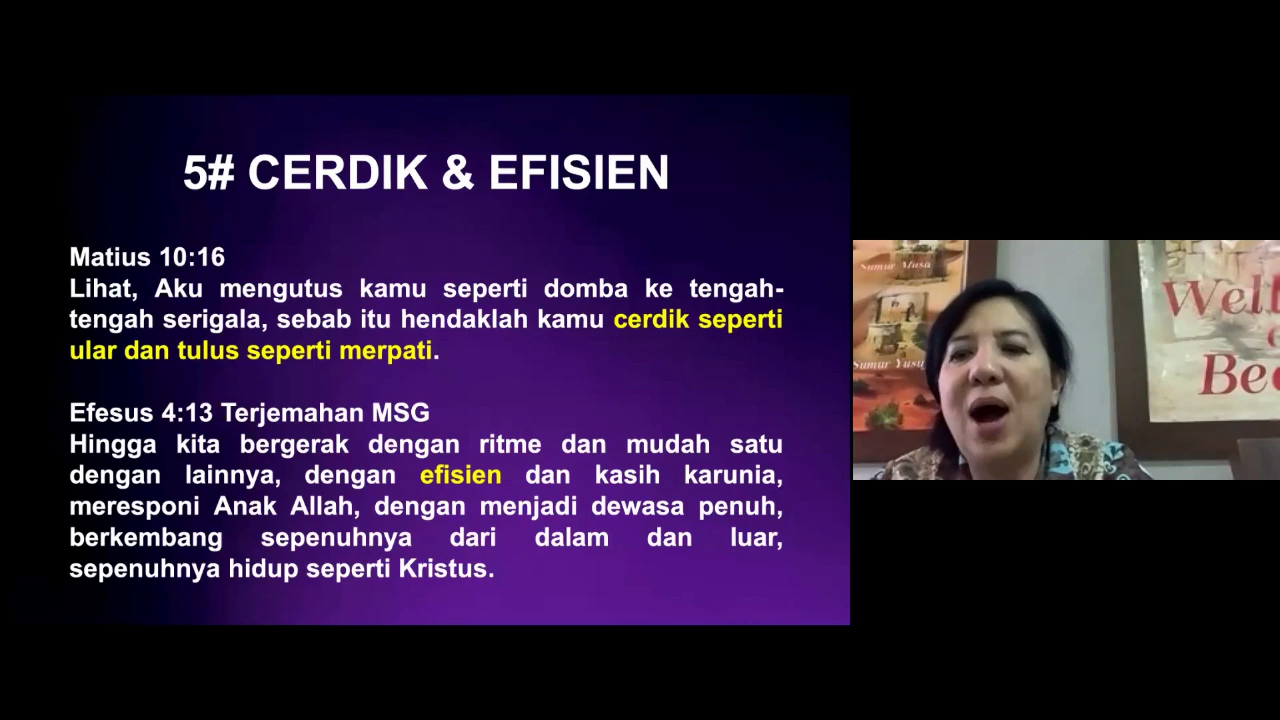 5# CERDIK & EFISIEN
Matius 10:16
Lihat, Aku mengutus kamu seperti domba ke tengah-
tengah serigala, sebab itu hendaklah kamu cerdik seperti
ular dan tulus seperti merpati.
Efesus 4:13 Terjemahan MSG
Hingga kita bergerak dengan ritme dan mudah satu
dengan lainnya, dengan efisien dan kasih karunia,
meresponi Anak Allah, dengan menjadi dewasa penuh,
berkembang sepenuhnya dari dalam dan luar,
sepenuhnya hidup seperti Kristus.
Sumur Musa
Sumur Yusuf
Well
Bee